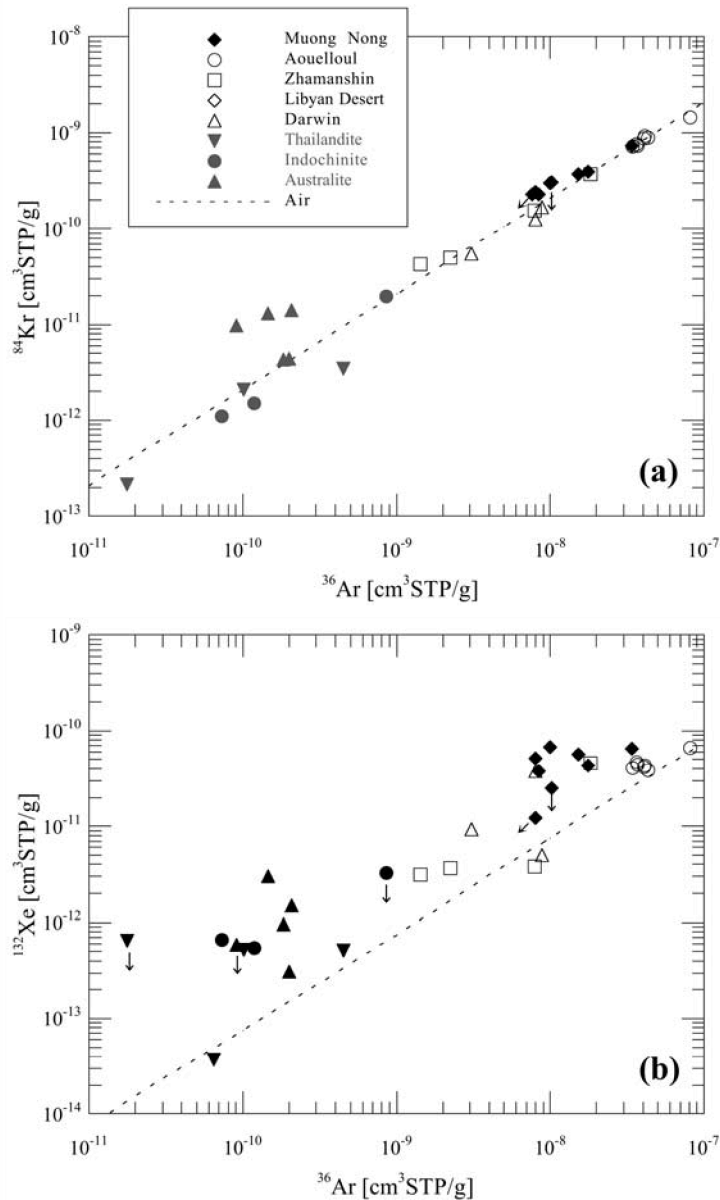 (a)
Muong Nong
Aouelloul
Zhamanshin
Libyan Desert
Darwin
Thailandite
Indochinite
Australite
Air
10⁻⁸
10⁻⁹
10⁻¹⁰
10⁻¹¹
10⁻¹²
10⁻¹³
⁸⁴Kr [cm³STP/g]
(a)
10⁻¹¹ 10⁻¹⁰ 10⁻⁹ 10⁻⁸ 10⁻⁷
³⁶Ar [cm³STP/g]
10⁻⁹
10⁻¹⁰
10⁻¹¹
10⁻¹²
10⁻¹³
10⁻¹⁴
¹³²Xe [cm³STP/g]
(b)
10⁻¹¹ 10⁻¹⁰ 10⁻⁹ 10⁻⁸ 10⁻⁷
³⁶Ar [cm³STP/g]